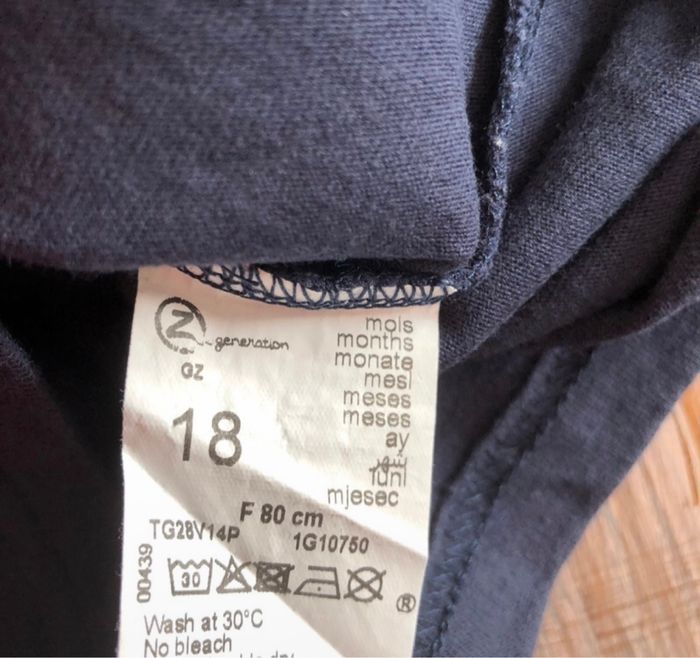 Z
generation
GZ
18
mois
months
monate
mesi
meses
meses
ay
شهور
luni
mjesec
F 80 cm
TG28V14P
1G10750
00439
30
®
Wash at 30°C
No bleach